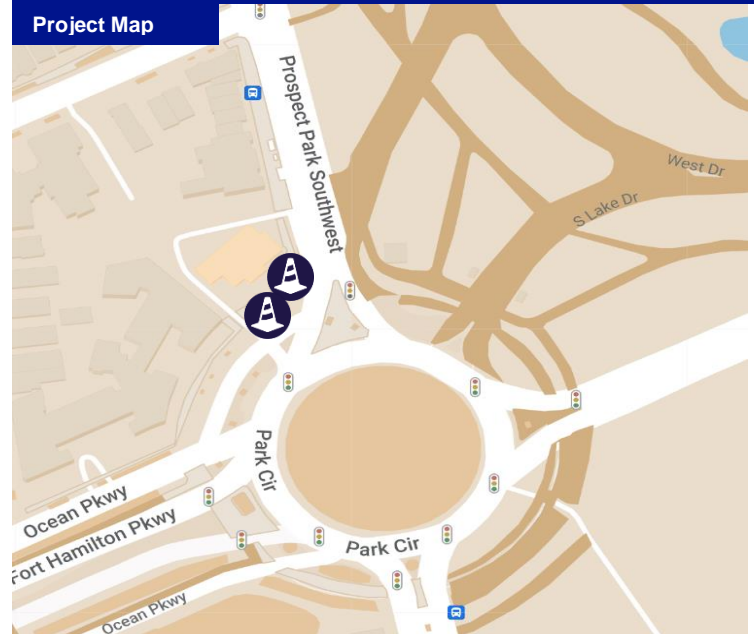 Project Map
Prospect Park Southwest
West Dr
S Lake Dr
Park Cir
Ocean Pkwy
Fort Hamilton Pkwy
Park Cir
Ocean Pkwy